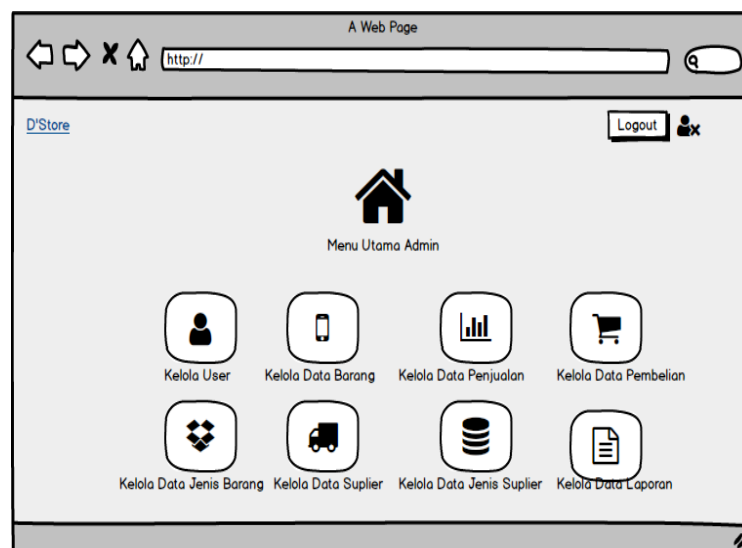 A Web Page
http://
D'Store
Logout
Menu Utama Admin
Kelola User
Kelola Data Barang
Kelola Data Penjualan
Kelola Data Pembelian
Kelola Data Jenis Barang
Kelola Data Suplier
Kelola Data Jenis Suplier
Kelola Data Laporan